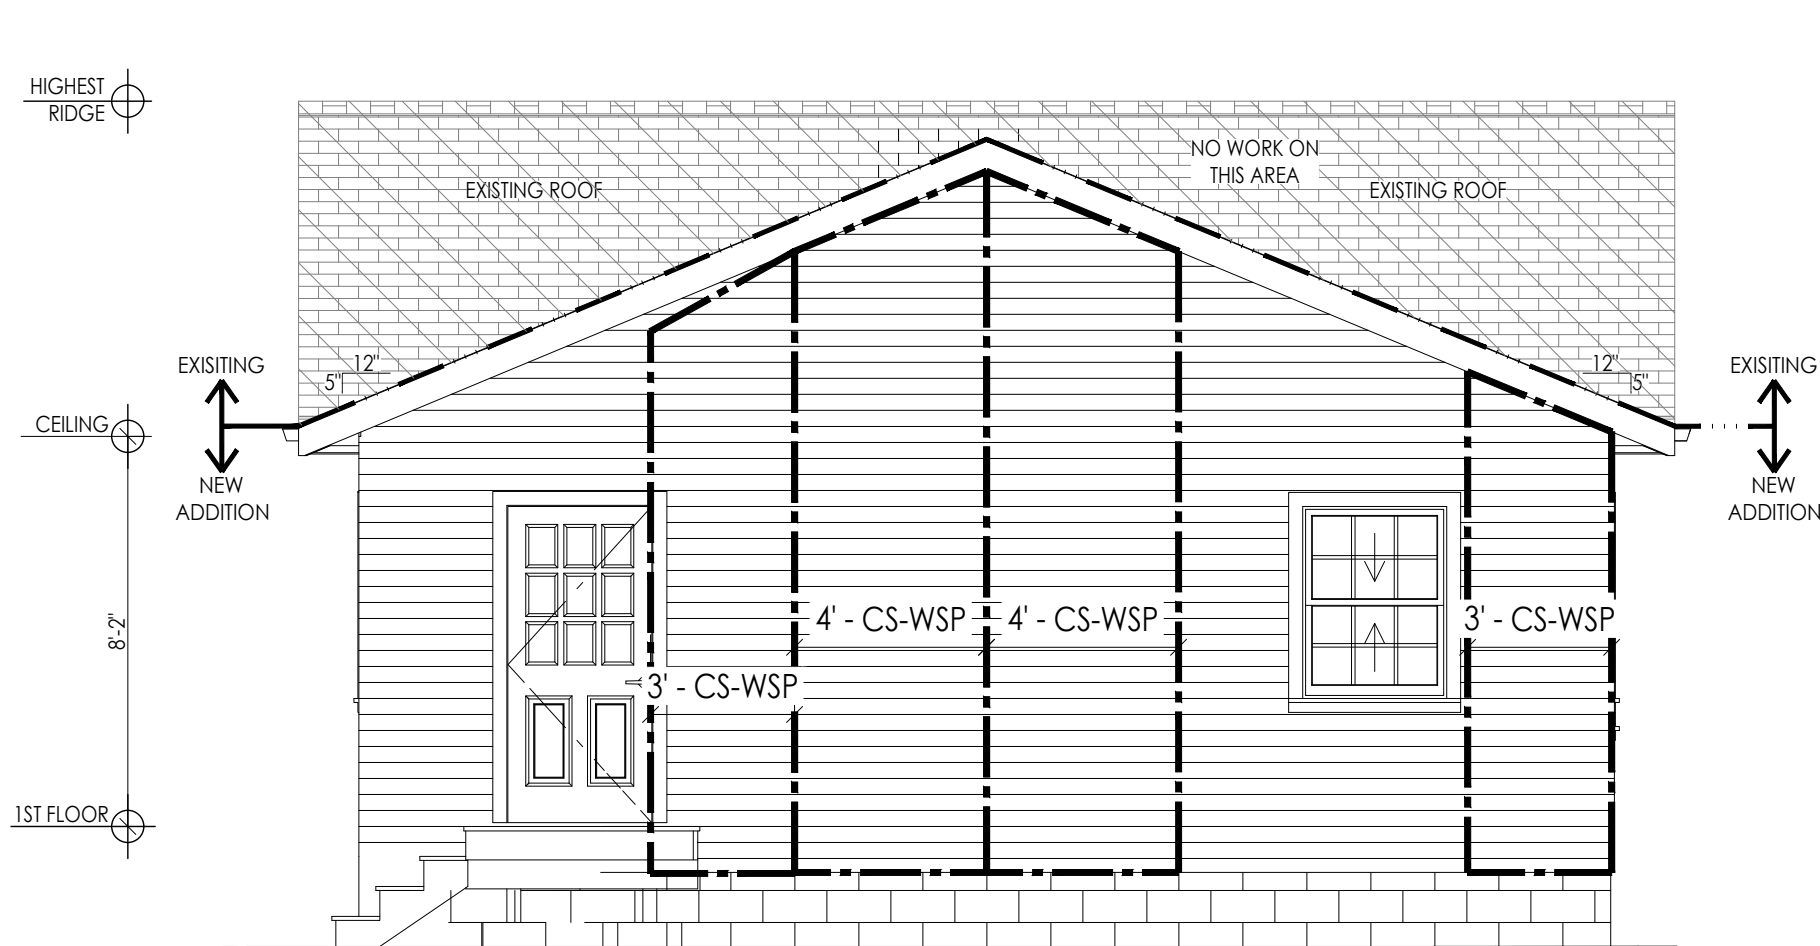 HIGHEST
RIDGE
NO WORK ON
THIS AREA
EXISTING ROOF
EXISTING ROOF
12"
5"
12"
5"
EXISITING
EXISITING
CEILING
NEW
ADDITION
NEW
ADDITION
8'-2"
4' - CS-WSP
4' - CS-WSP
3' - CS-WSP
3' - CS-WSP
1ST FLOOR